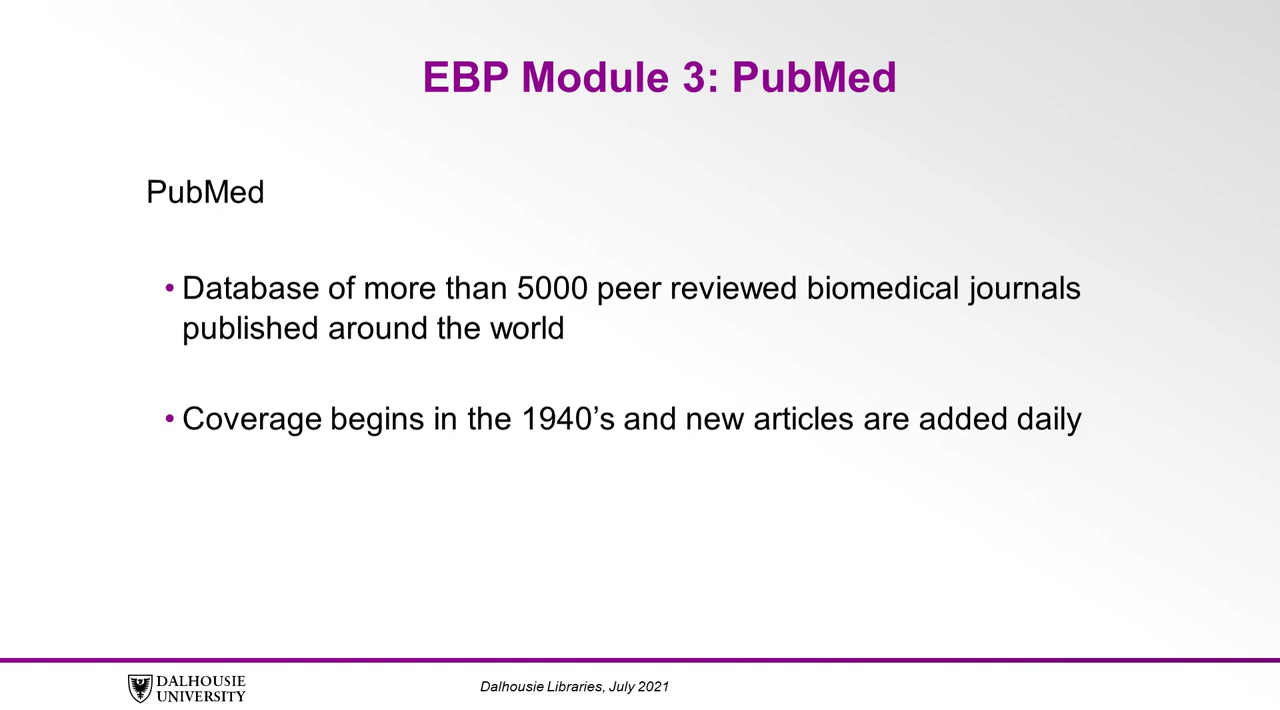 EBP Module 3: PubMed
PubMed
• Database of more than 5000 peer reviewed biomedical journals
published around the world
• Coverage begins in the 1940’s and new articles are added daily
DALHOUSIE
UNIVERSITY
Dalhousie Libraries, July 2021